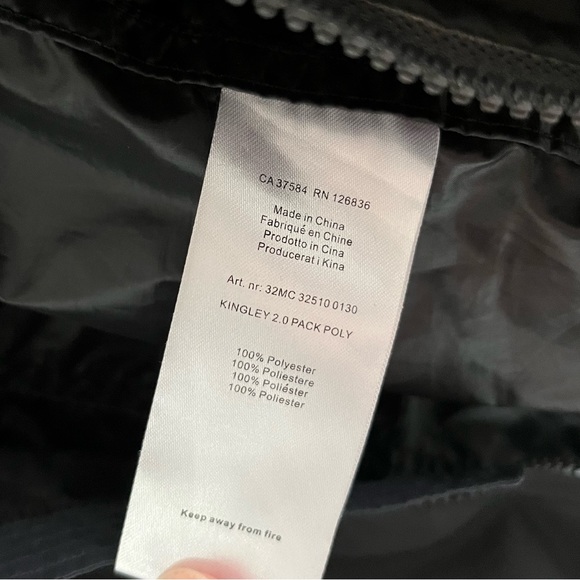 CA 37584 RN 126836
Made in China
Fabriqué en Chine
Prodotto in Cina
Producerat i Kina
Art. nr: 32MC 32510 0130
KINGLEY 2.0 PACK POLY
100% Polyester
100% Poliestere
100% Poliéster
100% Poliester
Keep away from fire